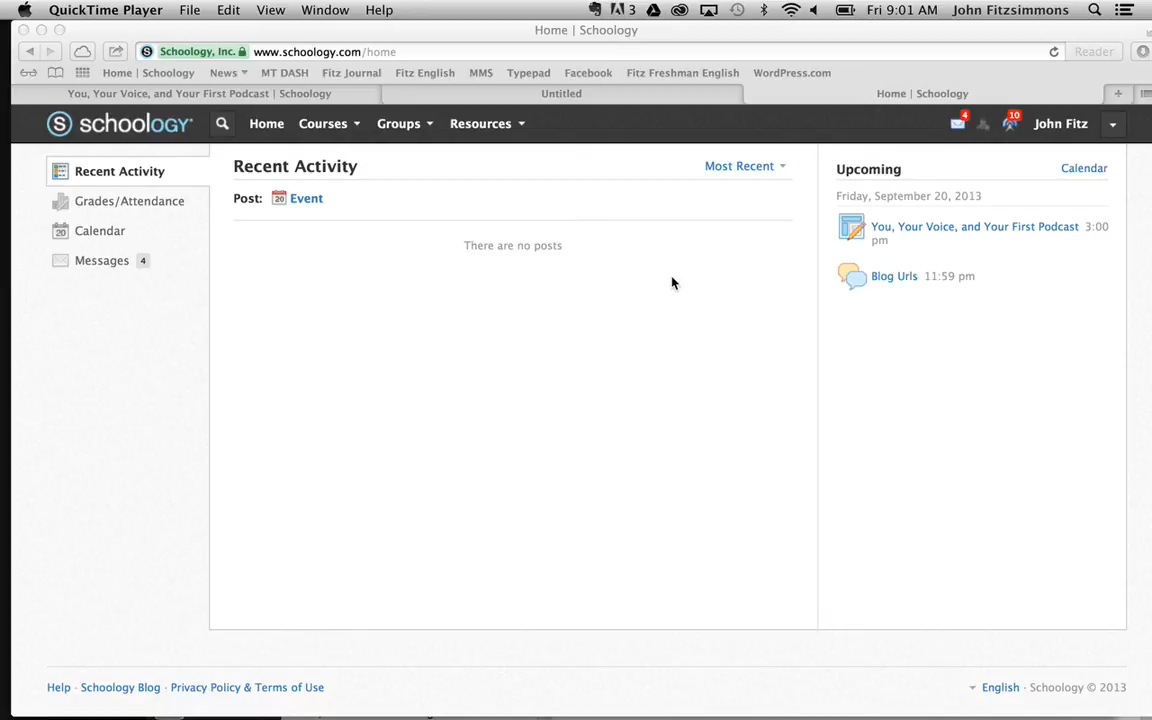 QuickTime Player File Edit View Window Help 3 Fri 9:01 AM John Fitzsimmons
Home | Schoology
Schoology, Inc. www.schoology.com/home Reader
Home | Schoology News MT DASH Fitz Journal Fitz English MMS Typepad Facebook Fitz Freshman English WordPress.com
You, Your Voice, and Your First Podcast | Schoology Untitled Home | Schoology +
S schoology Home Courses Groups Resources 4 10 John Fitz
Recent Activity
Grades/Attendance
20 Calendar
Messages 4
Recent Activity Most Recent
Post: 20 Event
There are no posts
Upcoming Calendar
Friday, September 20, 2013
You, Your Voice, and Your First Podcast 3:00
pm
Blog Urls 11:59 pm
Help · Schoology Blog · Privacy Policy & Terms of Use English · Schoology © 2013